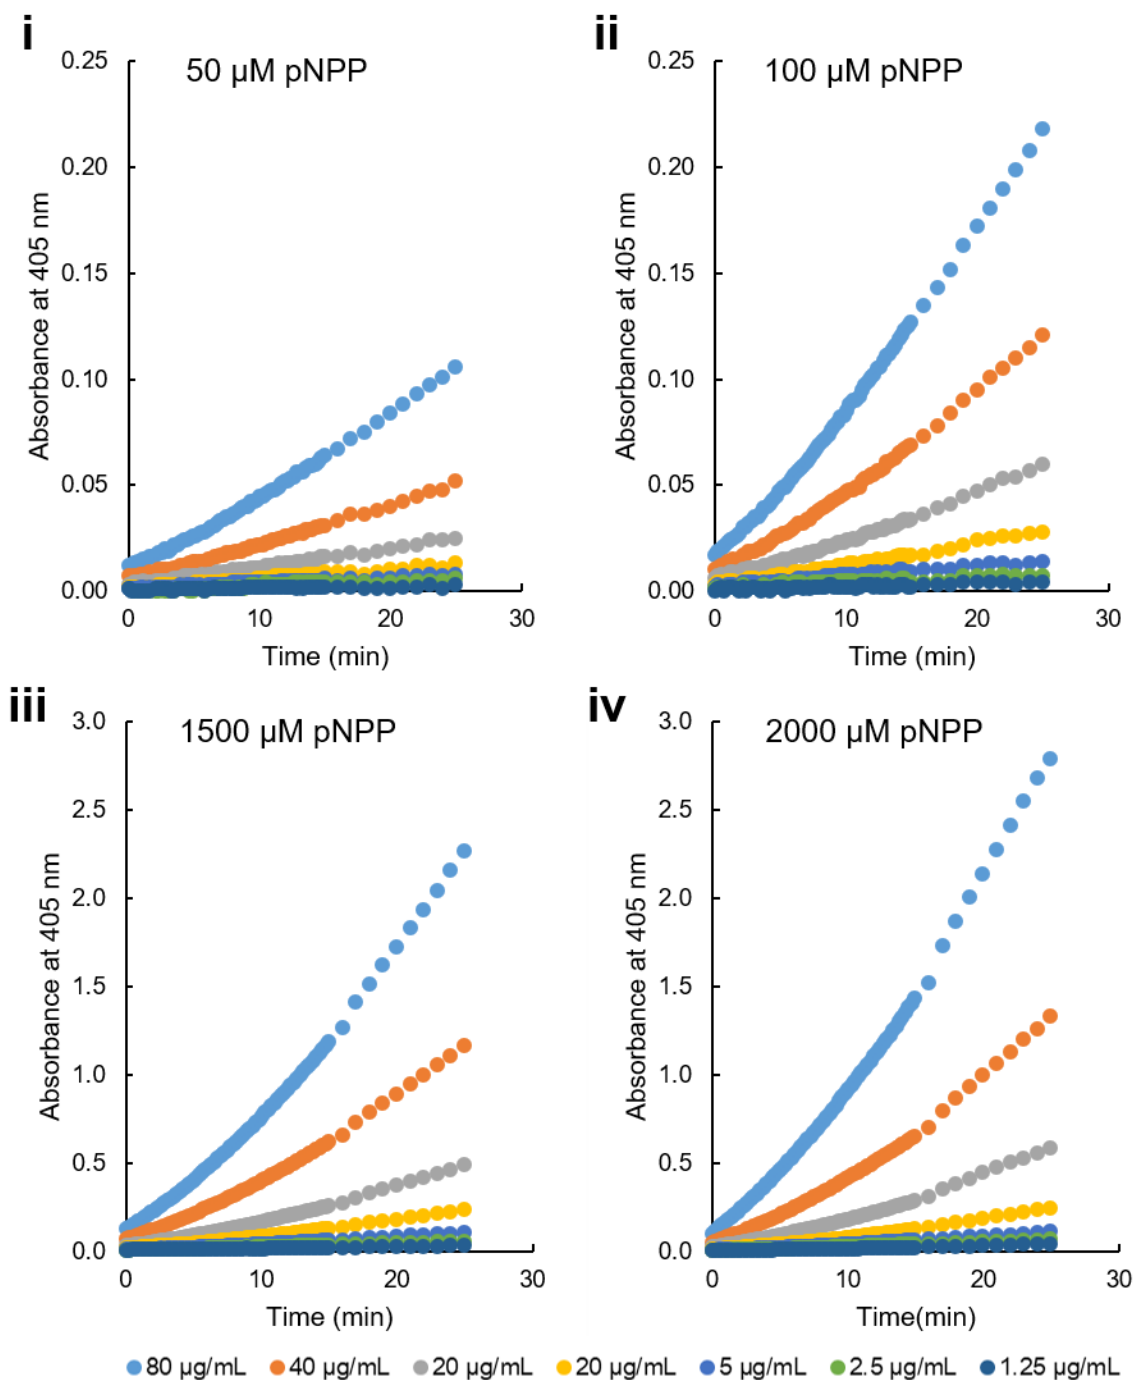 i
50 µM pNPP
0.25
0.20
0.15
0.10
0.05
0.00
Absorbance at 405 nm
0 10 20 30
Time (min)
ii
100 µM pNPP
0.25
0.20
0.15
0.10
0.05
0.00
Absorbance at 405 nm
0 10 20 30
Time (min)
iii
1500 µM pNPP
3.0
2.5
2.0
1.5
1.0
0.5
0.0
Absorbance at 405 nm
0 10 20 30
Time (min)
iv
2000 µM pNPP
3.0
2.5
2.0
1.5
1.0
0.5
0.0
Absorbance at 405 nm
0 10 20 30
Time(min)
80 µg/mL 40 µg/mL 20 µg/mL 20 µg/mL 5 µg/mL 2.5 µg/mL 1.25 µg/mL